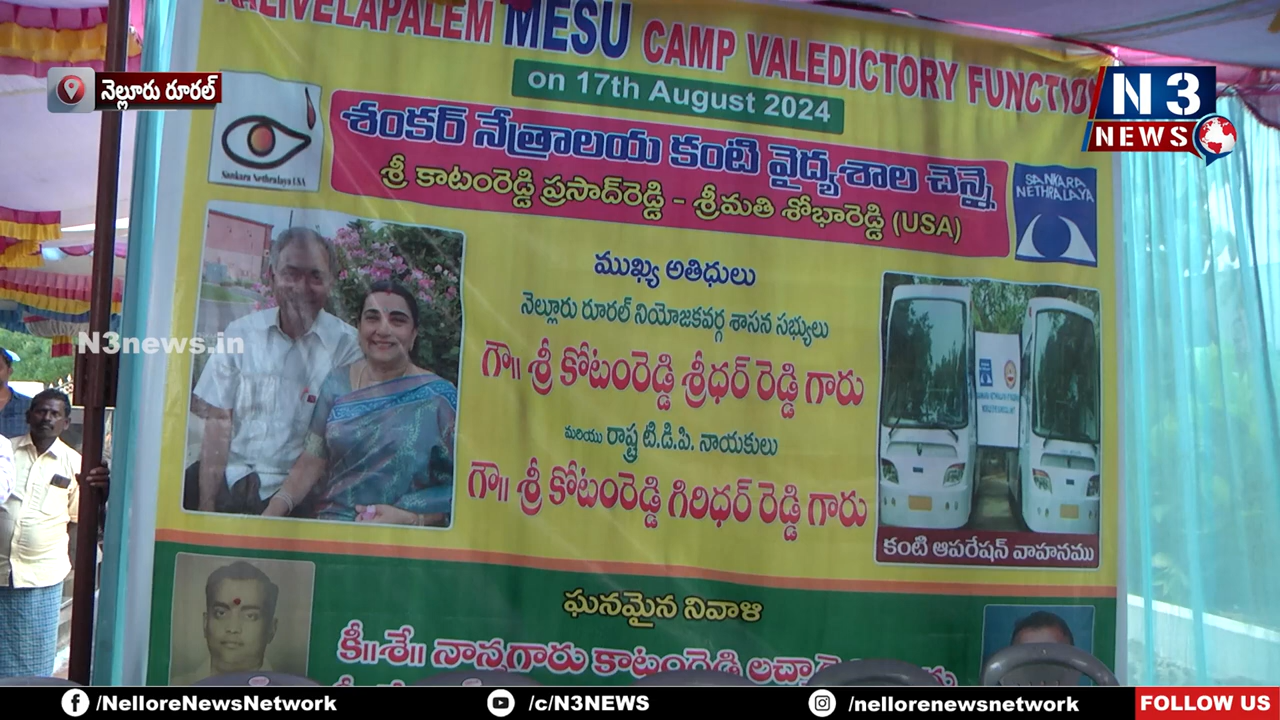 MESU CAMP VALEDICTORY FUNCTION
on 17th August 2024
నెల్లూరు రూరల్
N3
NEWS
Sankara Nethralaya USA
శంకర్ నేత్రాలయ కంటి వైద్యశాల చెన్నై
శ్రీ కాటంరెడ్డి ప్రసాద్‌రెడ్డి - శ్రీమతి శోభారెడ్డి (USA)
SANKARA
NETHRALAYA
ముఖ్య అతిధులు
నెల్లూరు రూరల్ నియోజకవర్గ శాసన సభ్యులు
గౌ॥ శ్రీ కోటంరెడ్డి శ్రీధర్ రెడ్డి గారు
మరియు రాష్ట్ర టి.డి.పి. నాయకులు
గౌ॥ శ్రీ కోటంరెడ్డి గిరిధర్ రెడ్డి గారు
కంటి ఆపరేషన్ వాహనము
N3news.in
ఘనమైన నివాళి
కీ॥శే॥ నాన్నగారు కాటంరెడ్డి
/NelloreNewsNetwork
/c/N3NEWS
/nellorenewsnetwork
FOLLOW US